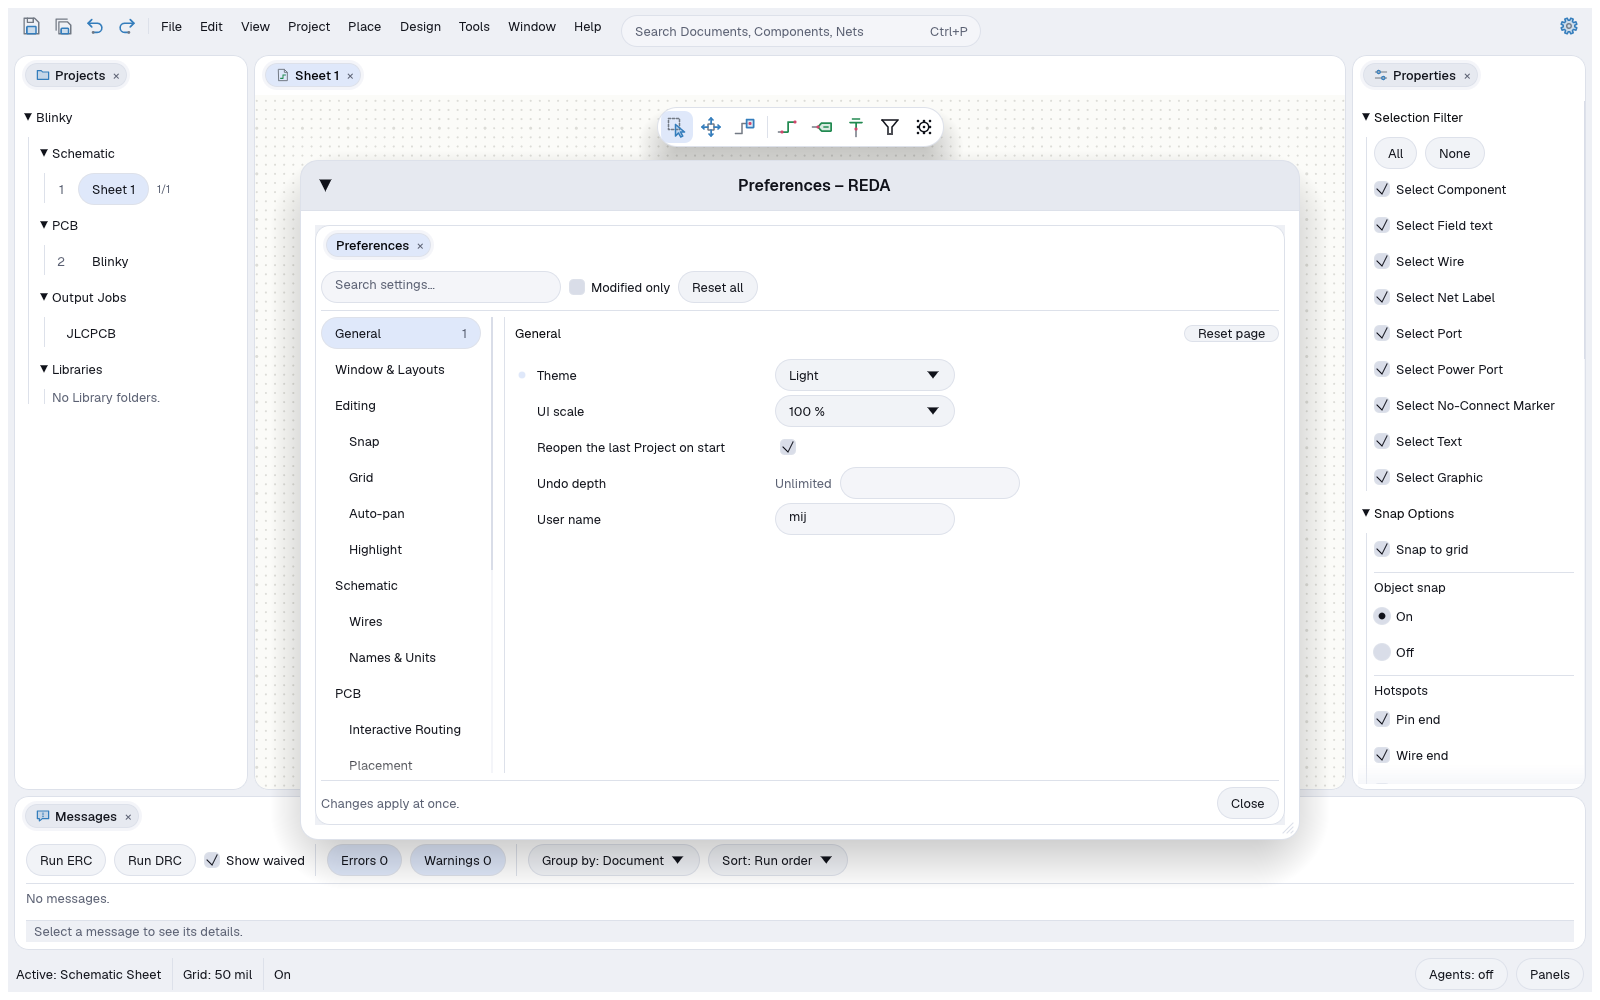 File Edit View Project Place Design Tools Window Help Search Documents, Components, Nets Ctrl+P
Projects ×
Blinky
Schematic
1 Sheet 1 1/1
PCB
2 Blinky
Output Jobs
JLCPCB
Libraries
No Library folders.
Sheet 1 ×
Preferences – REDA
Preferences ×
Search settings...
Modified only
Reset all
General 1
Window & Layouts
Editing
Snap
Grid
Auto-pan
Highlight
Schematic
Wires
Names & Units
PCB
Interactive Routing
Placement
General
Reset page
Theme Light
UI scale 100 %
Reopen the last Project on start
Undo depth Unlimited
User name mij
Changes apply at once.
Close
Properties ×
Selection Filter
All None
Select Component
Select Field text
Select Wire
Select Net Label
Select Port
Select Power Port
Select No-Connect Marker
Select Text
Select Graphic
Snap Options
Snap to grid
Object snap
On
Off
Hotspots
Pin end
Wire end
Messages ×
Run ERC Run DRC Show waived Errors 0 Warnings 0 Group by: Document Sort: Run order
No messages.
Select a message to see its details.
Active: Schematic Sheet Grid: 50 mil On Agents: off Panels